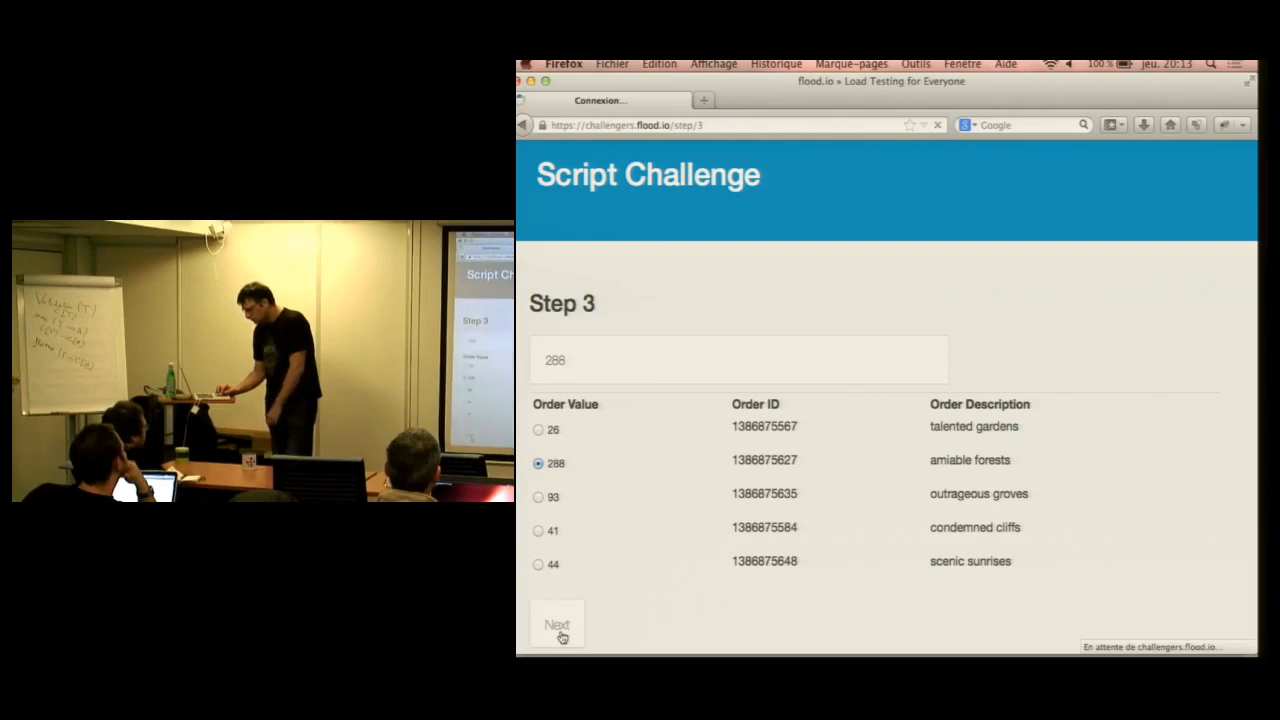 Firefox Fichier Edition Affichage Historique Marque-pages Outils Fenêtre Aide 100 % jeu. 20:13
flood.io » Load Testing for Everyone
Connexion...
https://challengers.flood.io/step/3
Google
Script Challenge
Step 3
288
Order Value Order ID Order Description
26 1386875567 talented gardens
288 1386875627 amiable forests
93 1386875635 outrageous groves
41 1386875584 condemned cliffs
44 1386875648 scenic sunrises
Next
En attente de challengers.flood.io...
Script Ch
Step 3
Order Value